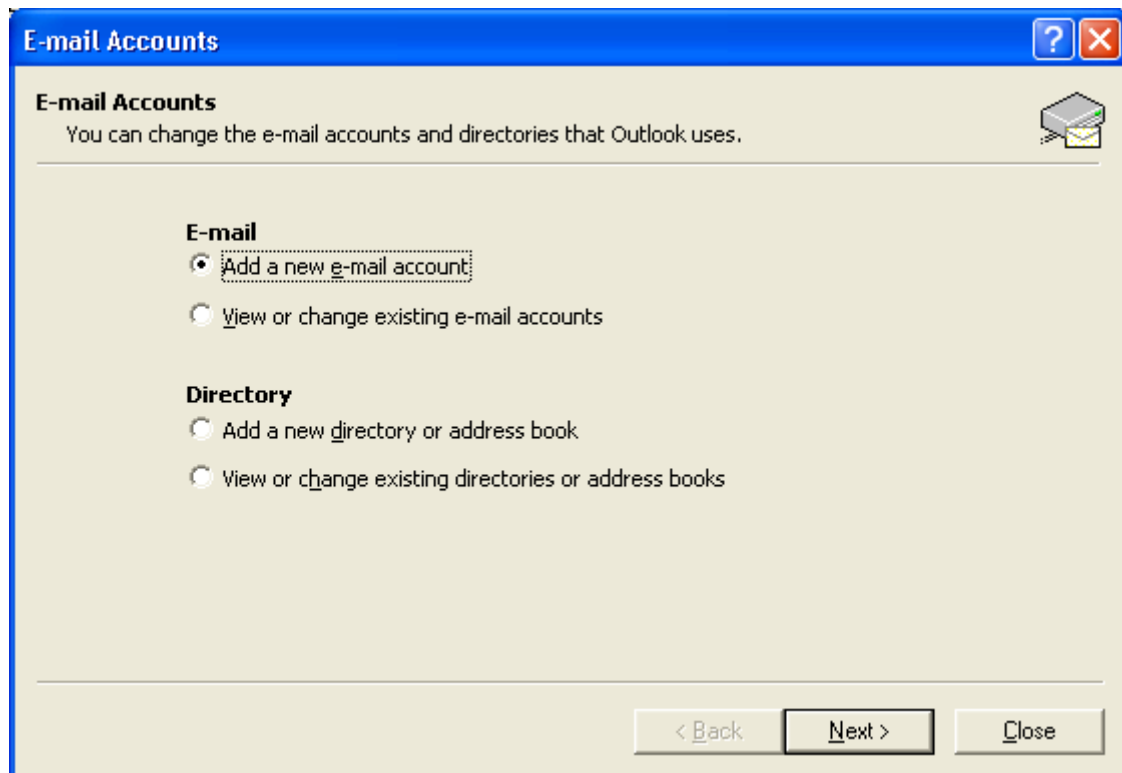 E-mail Accounts
?
E-mail Accounts
You can change the e-mail accounts and directories that Outlook uses.
E-mail
Add a new e-mail account
View or change existing e-mail accounts
Directory
Add a new directory or address book
View or change existing directories or address books
< Back Next > Close